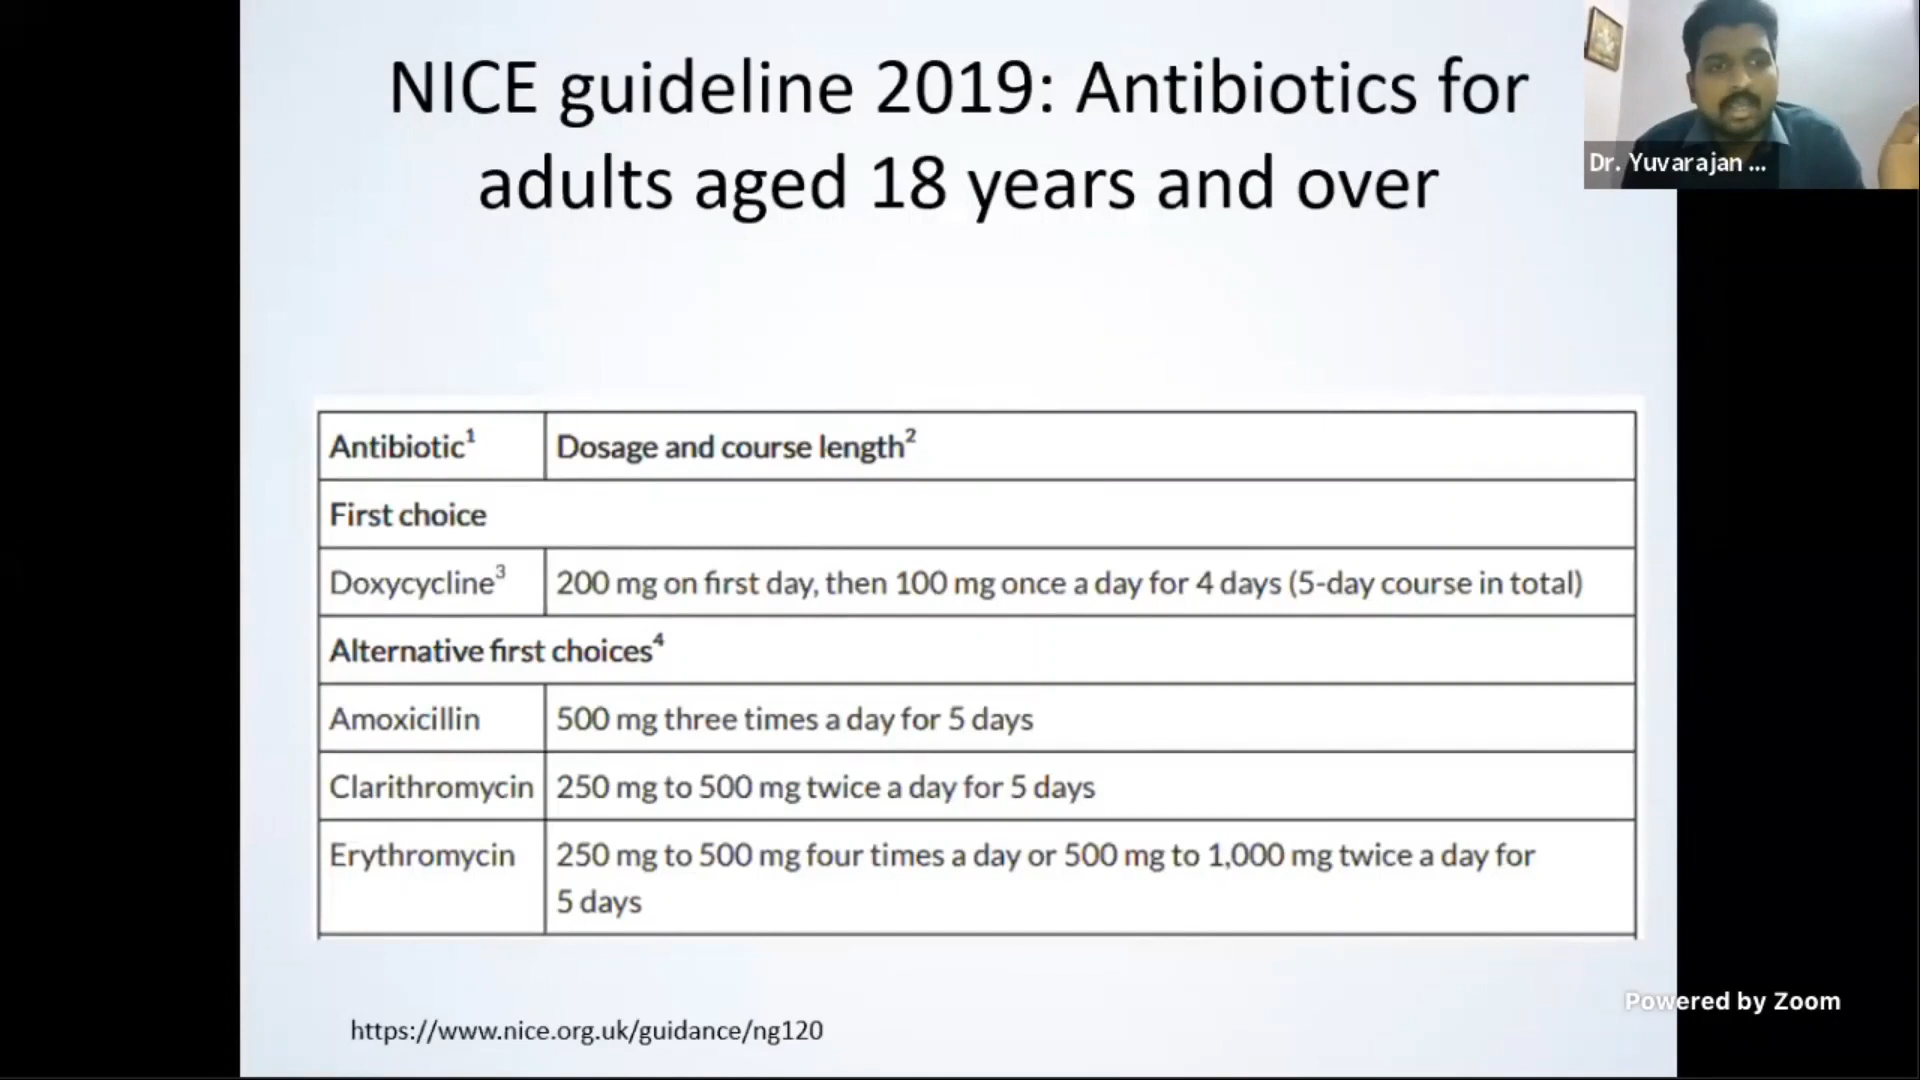 NICE guideline 2019: Antibiotics for
adults aged 18 years and over
Dr. Yuvarajan ...
Antibiotic¹ Dosage and course length²
First choice
Doxycycline³ 200 mg on first day, then 100 mg once a day for 4 days (5-day course in total)
Alternative first choices⁴
Amoxicillin 500 mg three times a day for 5 days
Clarithromycin 250 mg to 500 mg twice a day for 5 days
Erythromycin 250 mg to 500 mg four times a day or 500 mg to 1,000 mg twice a day for
5 days
Powered by Zoom
https://www.nice.org.uk/guidance/ng120